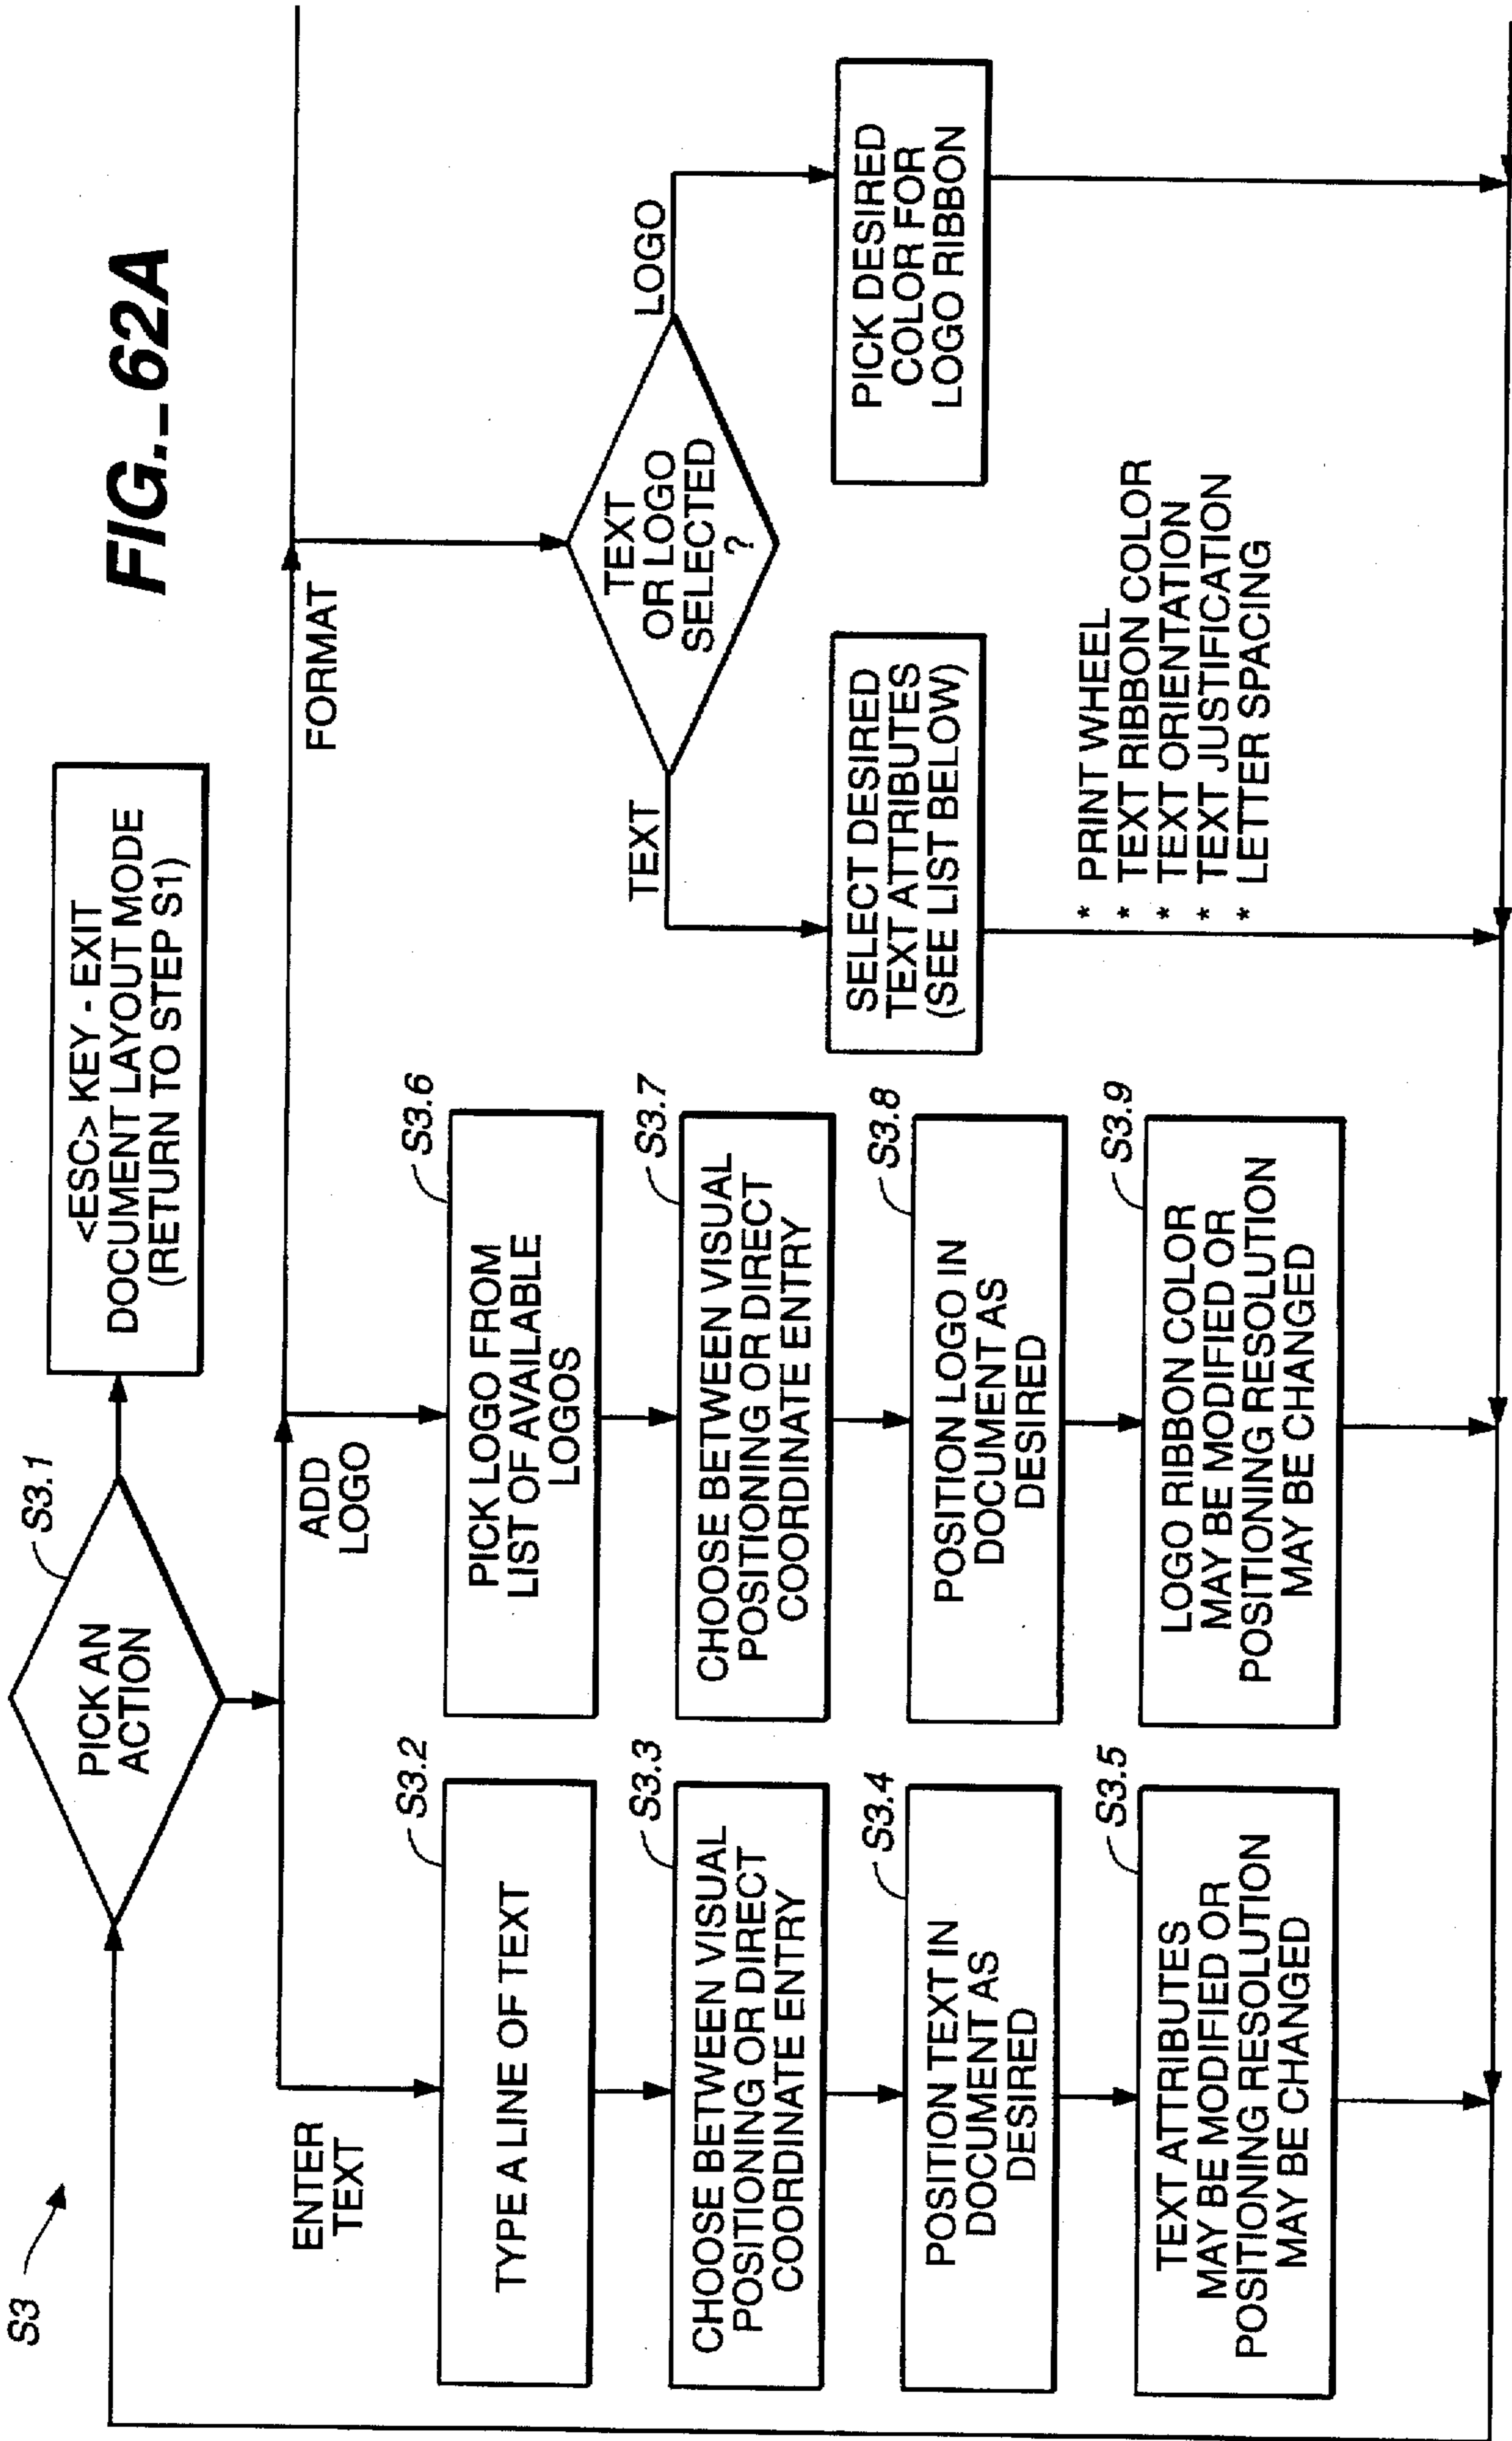 FIG._62A
S3
S3.1
PICK AN
ACTION
<ESC> KEY - EXIT
DOCUMENT LAYOUT MODE
(RETURN TO STEP S1)
ENTER
TEXT
S3.2
TYPE A LINE OF TEXT
S3.3
CHOOSE BETWEEN VISUAL
POSITIONING OR DIRECT
COORDINATE ENTRY
S3.4
POSITION TEXT IN
DOCUMENT AS
DESIRED
S3.5
TEXT ATTRIBUTES
MAY BE MODIFIED OR
POSITIONING RESOLUTION
MAY BE CHANGED
ADD
LOGO
S3.6
PICK LOGO FROM
LIST OF AVAILABLE
LOGOS
S3.7
CHOOSE BETWEEN VISUAL
POSITIONING OR DIRECT
COORDINATE ENTRY
S3.8
POSITION LOGO IN
DOCUMENT AS
DESIRED
S3.9
LOGO RIBBON COLOR
MAY BE MODIFIED OR
POSITIONING RESOLUTION
MAY BE CHANGED
FORMAT
TEXT
OR LOGO
SELECTED
?
TEXT
SELECT DESIRED
TEXT ATTRIBUTES
(SEE LIST BELOW)
* PRINT WHEEL
* TEXT RIBBON COLOR
* TEXT ORIENTATION
* TEXT JUSTIFICATION
* LETTER SPACING
LOGO
PICK DESIRED
COLOR FOR
LOGO RIBBON